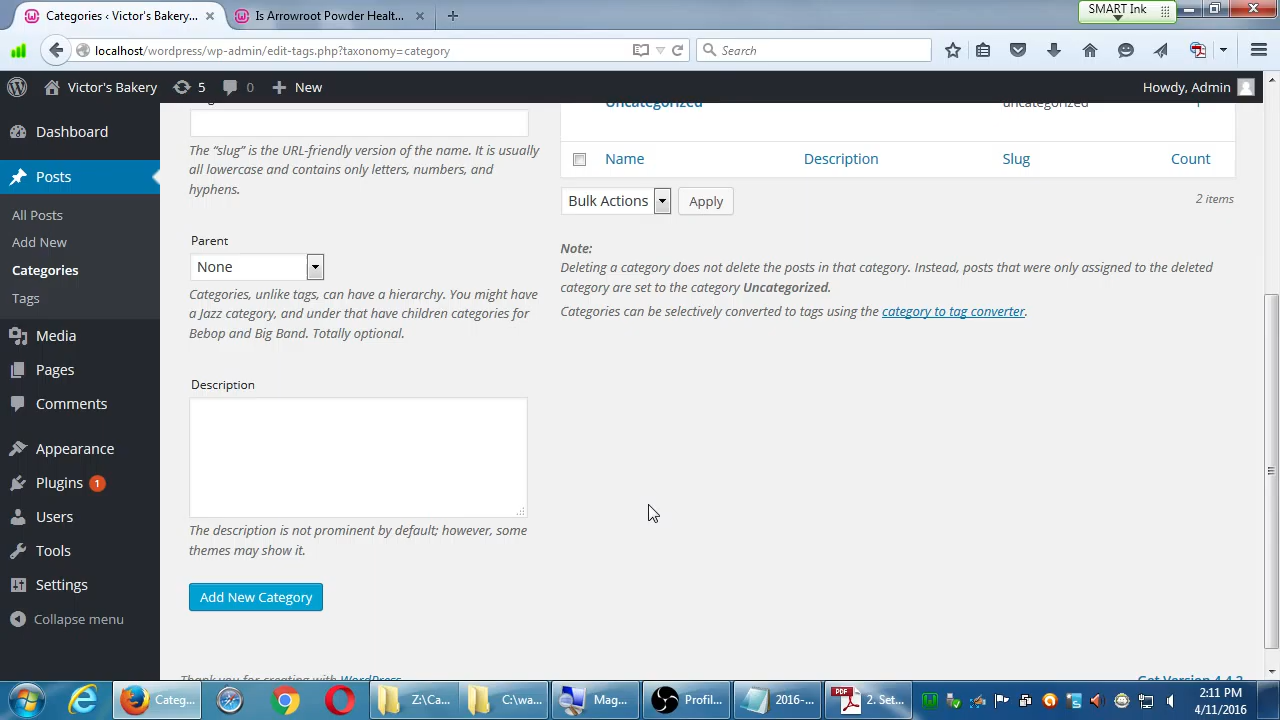 Categories ‹ Victor's Bakery...
Is Arrowroot Powder Healt...
SMART Ink
localhost/wordpress/wp-admin/edit-tags.php?taxonomy=category
Search
Victor's Bakery
5
0
New
Howdy, Admin
Dashboard
Posts
All Posts
Add New
Categories
Tags
Media
Pages
Comments
Appearance
Plugins 1
Users
Tools
Settings
Collapse menu
The “slug” is the URL-friendly version of the name. It is usually
all lowercase and contains only letters, numbers, and
hyphens.
Parent
None
Categories, unlike tags, can have a hierarchy. You might have
a Jazz category, and under that have children categories for
Bebop and Big Band. Totally optional.
Description
The description is not prominent by default; however, some
themes may show it.
Add New Category
Uncategorized uncategorized
Name Description Slug Count
Bulk Actions Apply 2 items
Note:
Deleting a category does not delete the posts in that category. Instead, posts that were only assigned to the deleted
category are set to the category Uncategorized.
Categories can be selectively converted to tags using the category to tag converter.
Thank you for creating with WordPress.
Get Version 4.4.2
Categ...
Z:\Ca...
C:\wa...
Mag...
Profil...
2016-...
PDF
2. Set...
2:11 PM
4/11/2016